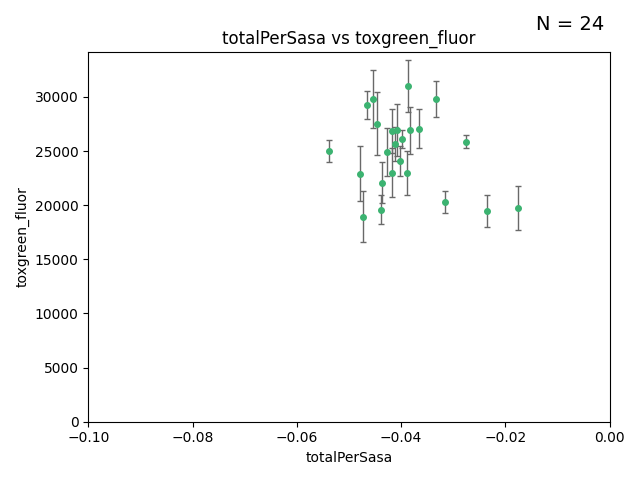 N = 24
totalPerSasa vs toxgreen_fluor
toxgreen_fluor
30000
25000
20000
15000
10000
5000
0
−0.10 −0.08 −0.06 −0.04 −0.02 0.00
totalPerSasa